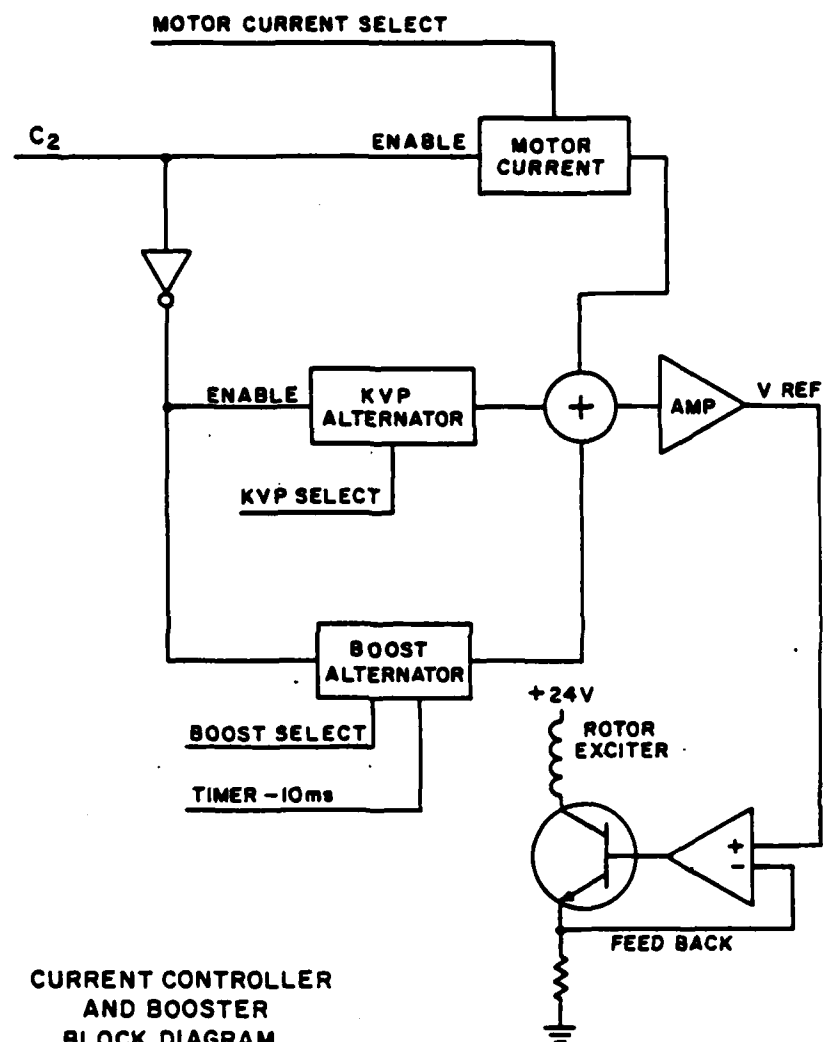 MOTOR CURRENT SELECT
C2
ENABLE
MOTOR
CURRENT
ENABLE
KVP
ALTERNATOR
+
AMP
V REF
KVP SELECT
BOOST
ALTERNATOR
BOOST SELECT
TIMER - 10ms
+24V
ROTOR
EXCITER
+
-
FEED BACK
CURRENT CONTROLLER
AND BOOSTER
BLOCK DIAGRAM